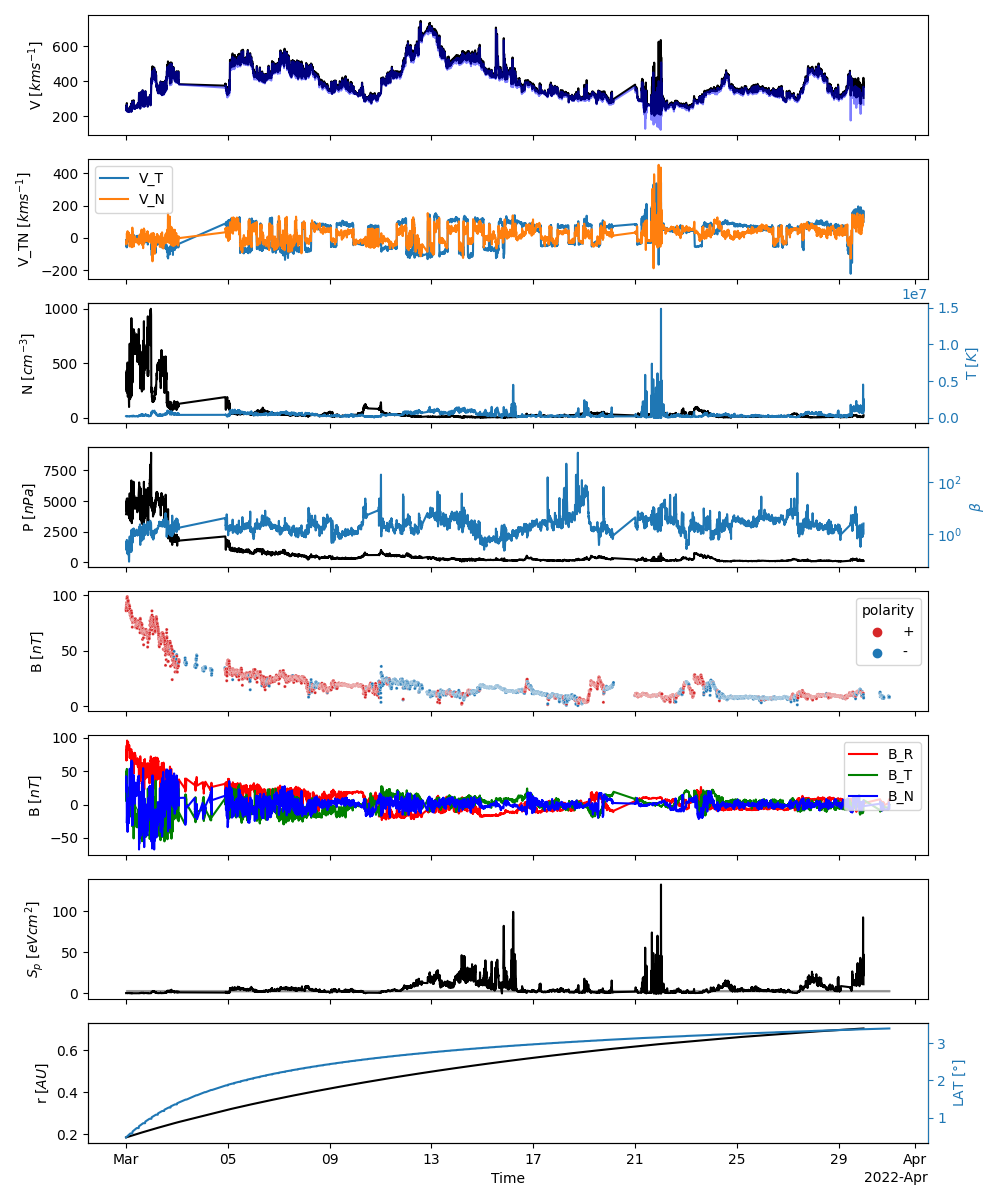 V [kms⁻¹]
600
400
200
V_TN [kms⁻¹]
400
200
0
−200
V_T
V_N
N [cm⁻³]
1000
500
0
1e7
1.5
1.0
0.5
0.0
T [K]
P [nPa]
7500
5000
2500
0
10²
10⁰
β
B [nT]
100
50
0
polarity
+
-
B [nT]
100
50
0
−50
B_R
B_T
B_N
S_p [eVcm²]
100
50
0
r [AU]
0.6
0.4
0.2
3
2
1
LAT [°]
Mar 05 09 13 17 21 25 29 Apr
Time
2022-Apr